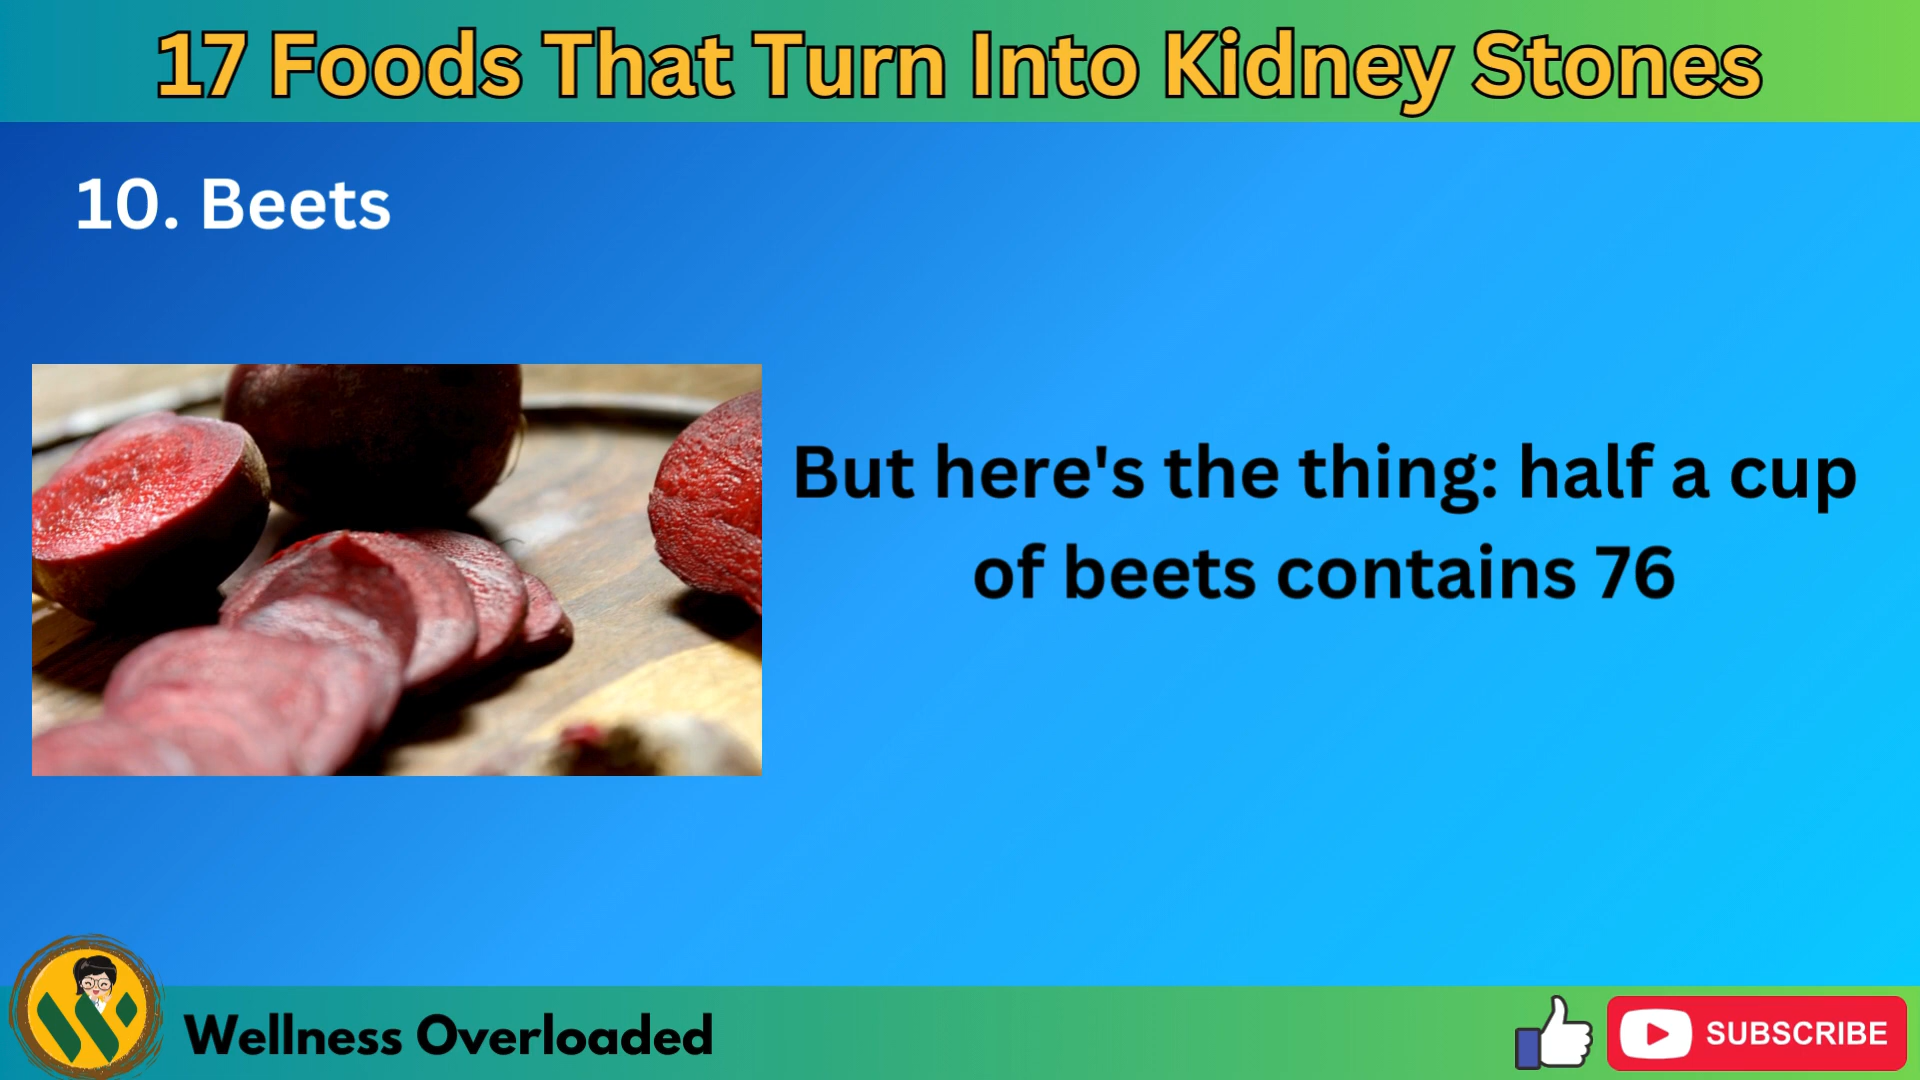 17 Foods That Turn Into Kidney Stones
10. Beets
But here's the thing: half a cup
of beets contains 76
Wellness Overloaded
SUBSCRIBE